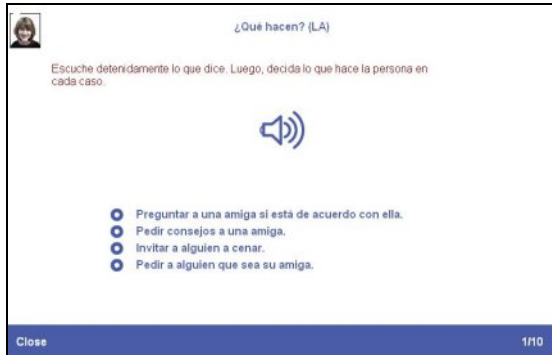 ¿Qué hacen? (LA)
Escuche detenidamente lo que dice. Luego, decida lo que hace la persona en
cada caso.
Preguntar a una amiga si está de acuerdo con ella.
Pedir consejos a una amiga.
Invitar a alguien a cenar.
Pedir a alguien que sea su amiga.
Close 1/10